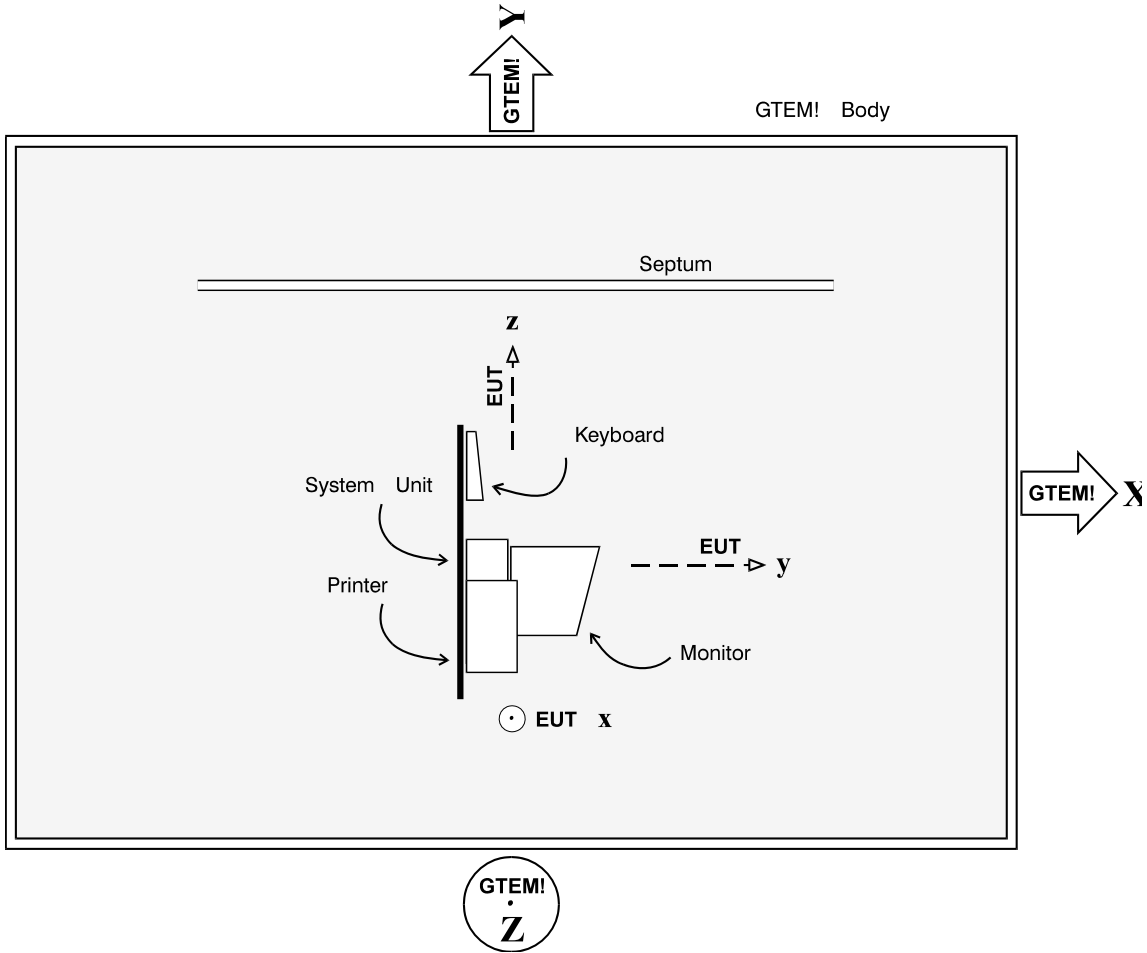 Y
GTEM!
GTEM! Body
Septum
z
EUT
Keyboard
System Unit
GTEM! X
EUT y
Printer
Monitor
EUT x
GTEM!
Z